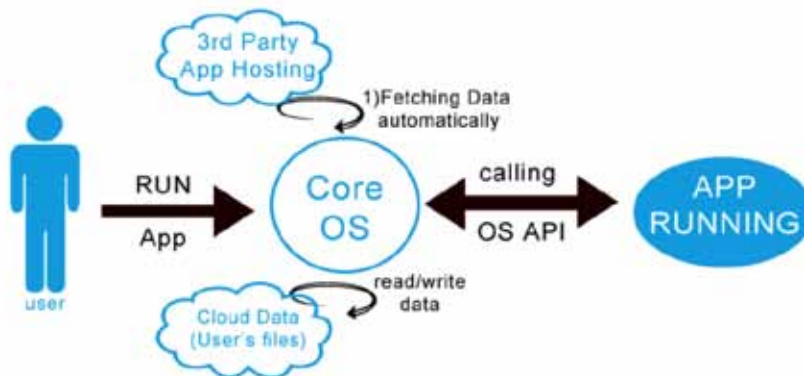 3rd Party
App Hosting
1)Fetching Data
automatically
RUN
App
Core
OS
calling
OS API
APP
RUNNING
user
read/write
data
Cloud Data
(User's files)